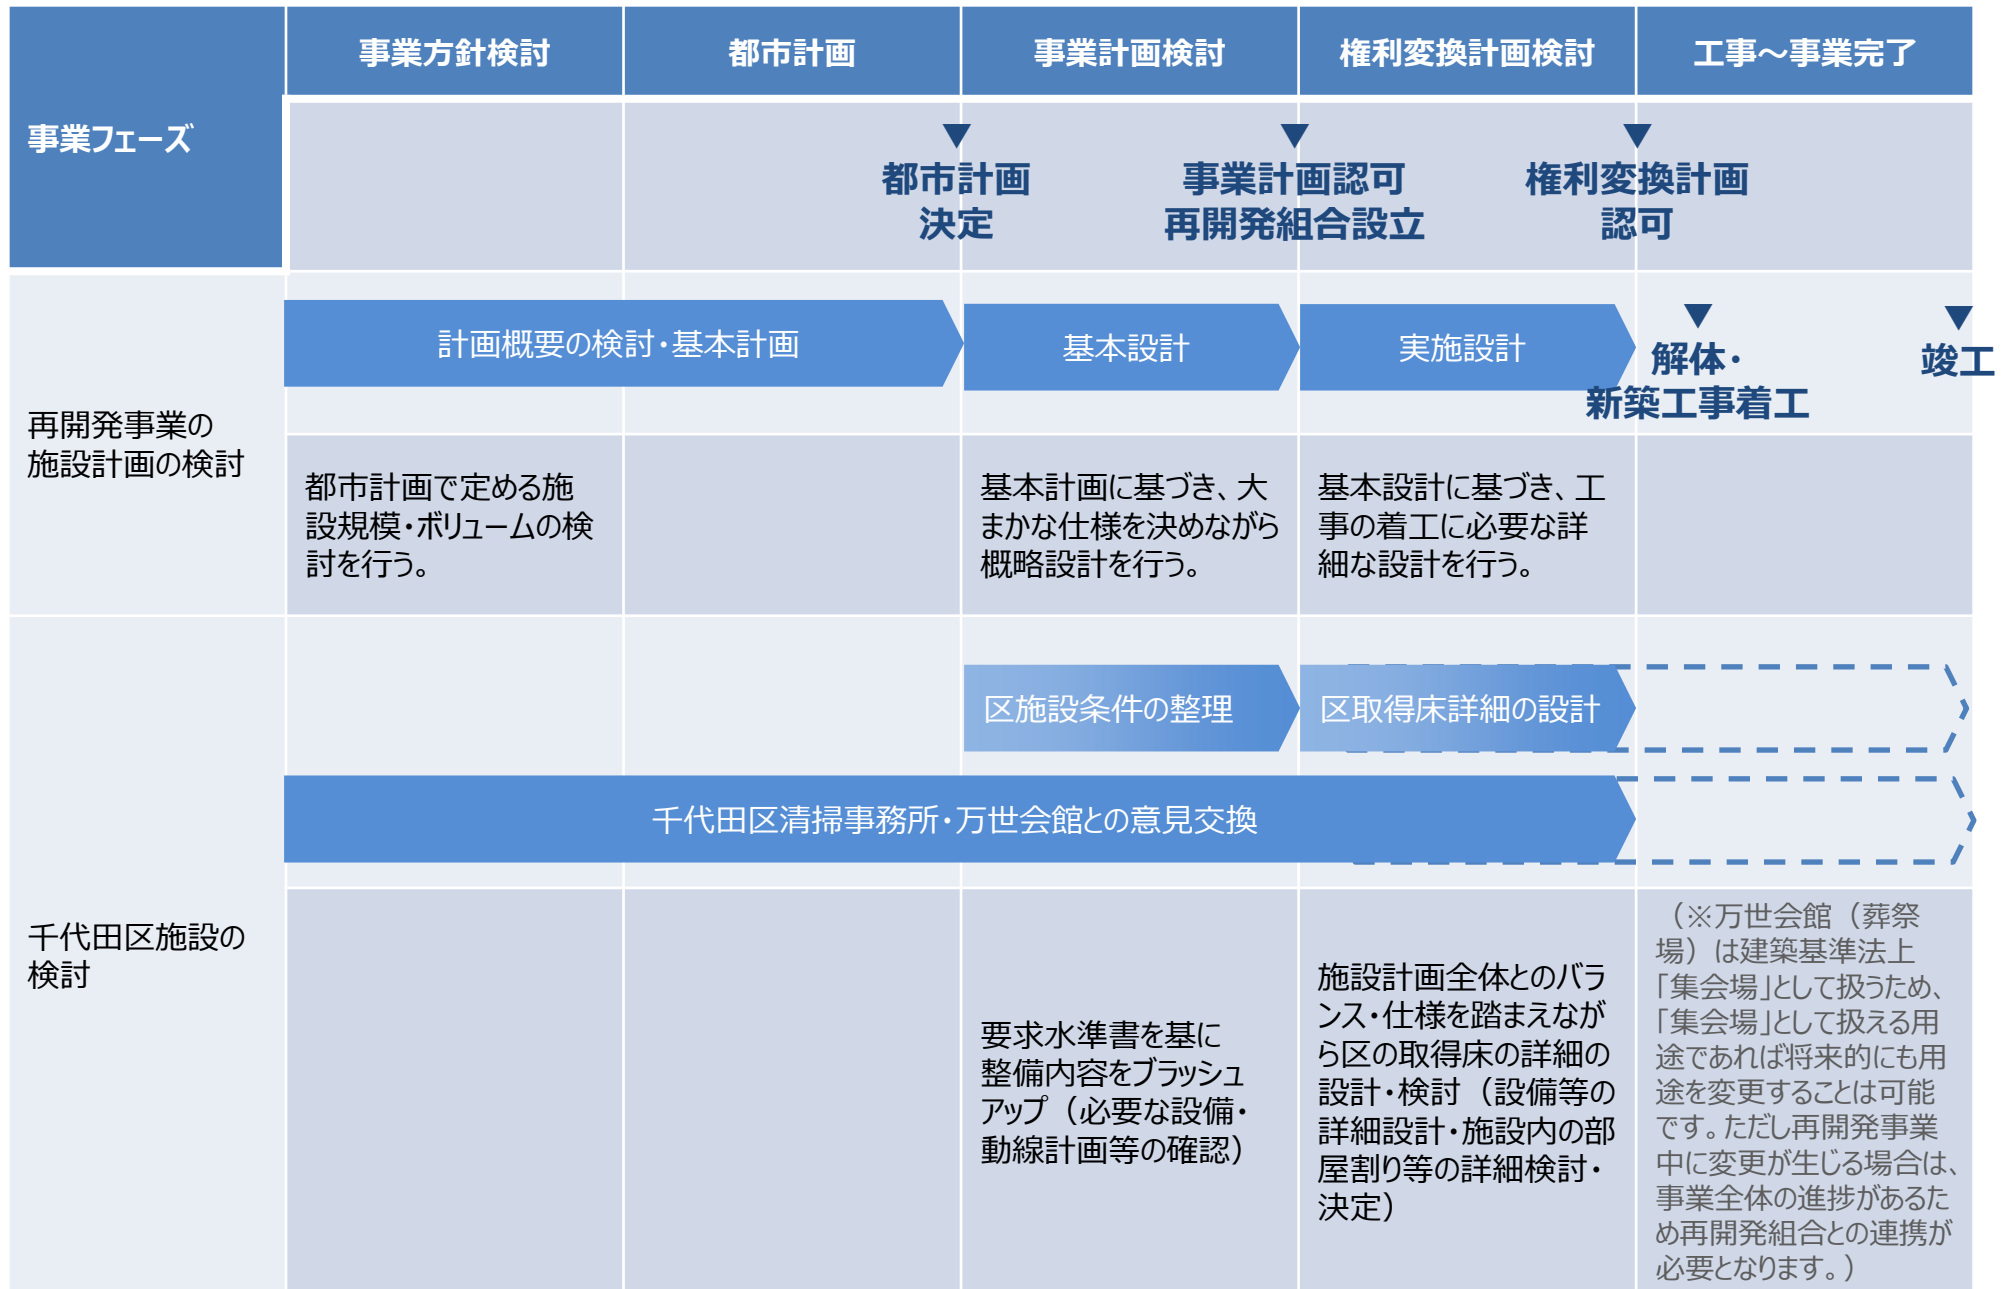 事業フェーズ
事業方針検討
都市計画
事業計画検討
権利変換計画検討
工事～事業完了
▼
都市計画
決定
▼
事業計画認可
再開発組合設立
▼
権利変換計画
認可
再開発事業の
施設計画の検討
計画概要の検討・基本計画
基本設計
実施設計
▼
解体・
新築工事着工
▼
竣工
都市計画で定める施
設規模・ボリュームの検
討を行う。
基本計画に基づき、大
まかな仕様を決めながら
概略設計を行う。
基本設計に基づき、工
事の着工に必要な詳
細な設計を行う。
千代田区施設の
検討
区施設条件の整理
区取得床詳細の設計
千代田区清掃事務所・万世会館との意見交換
要求水準書を基に
整備内容をブラッシュ
アップ（必要な設備・
動線計画等の確認）
施設計画全体とのバラ
ンス・仕様を踏まえなが
ら区の取得床の詳細の
設計・検討（設備等の
詳細設計・施設内の部
屋割り等の詳細検討・
決定）
（※万世会館（葬祭
場）は建築基準法上
「集会場」として扱うため、
「集会場」として扱える用
途であれば将来的にも用
途を変更することは可能
です。ただし再開発事業
中に変更が生じる場合は、
事業全体の進捗があるた
め再開発組合との連携が
必要となります。）